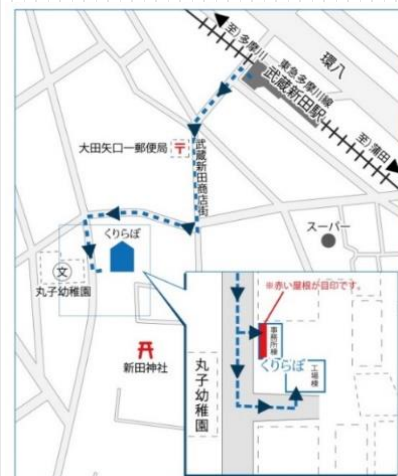 至)多摩川
環八
東急多摩川線
武蔵新田駅
至)蒲田
大田矢口一郵便局
〒
武蔵新田商店街
くりらぼ
スーパー
文
丸子幼稚園
新田神社
※赤い屋根が目印です。
事務所棟
くりらぼ
工場棟
丸子幼稚園